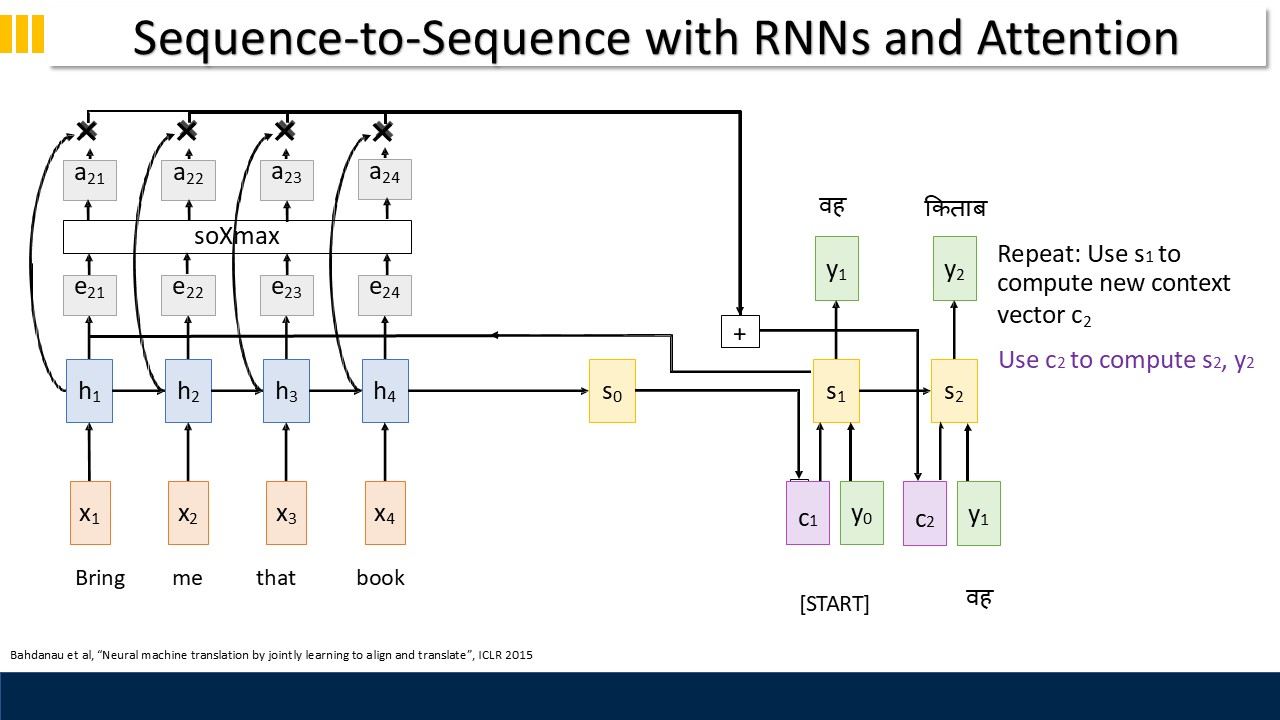 Sequence-to-Sequence with RNNs and Attention
a21 a22 a23 a24
soXmax
e21 e22 e23 e24
वह किताब
y1 y2
Repeat: Use s1 to
compute new context
vector c2
+
Use c2 to compute s2, y2
h1 h2 h3 h4 s0 s1 s2
x1 x2 x3 x4 c1 y0 c2 y1
Bring me that book
[START] वह
Bahdanau et al, “Neural machine translation by jointly learning to align and translate”, ICLR 2015